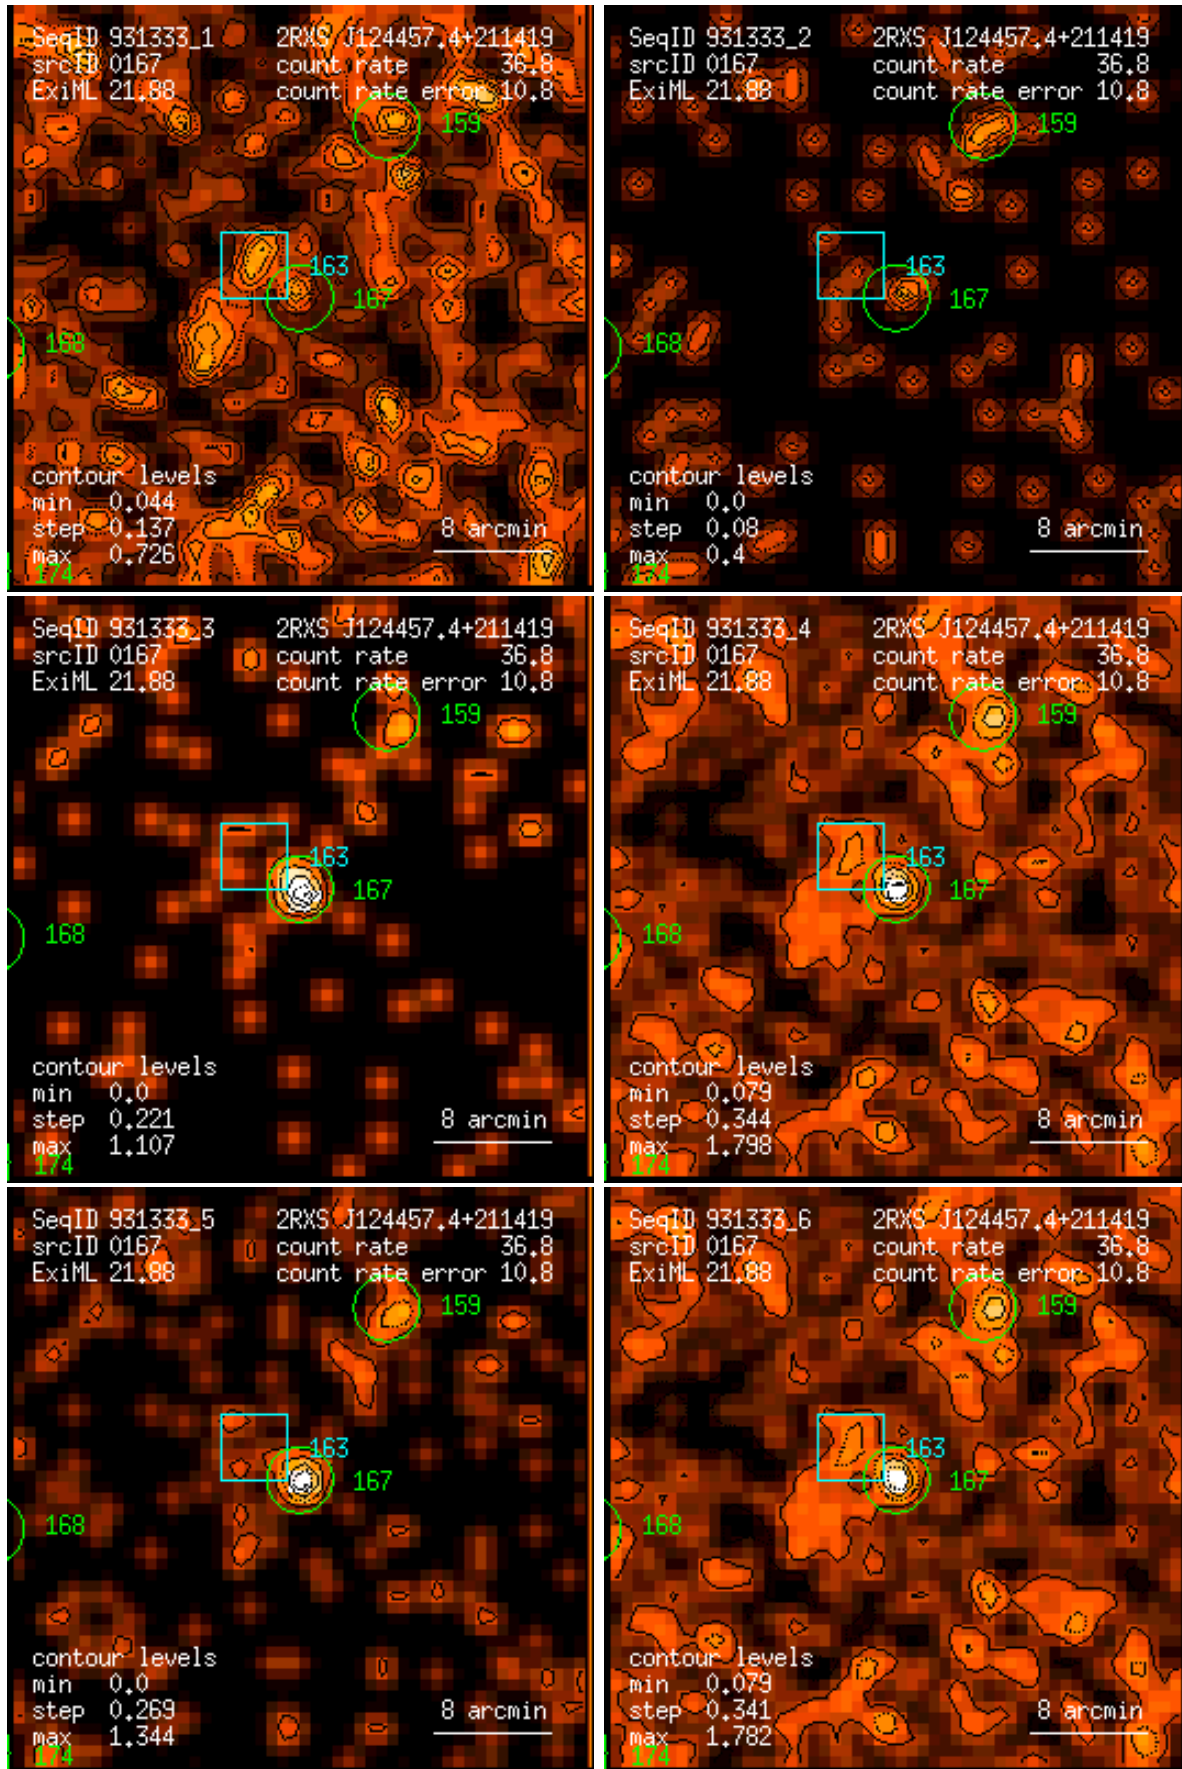 SeqID 931333_1 2RXS J124457.4+211419
srcID 0167 count rate 36.8
ExiML 21.88 count rate error 10.8
159
163
167
168
contour levels
min 0.044
step 0.137 8 arcmin
max 0.726
174
SeqID 931333_2 2RXS J124457.4+211419
srcID 0167 count rate 36.8
ExiML 21.88 count rate error 10.8
159
163
167
168
contour levels
min 0.0
step 0.08 8 arcmin
max 0.4
174
SeqID 931333_3 2RXS J124457.4+211419
srcID 0167 count rate 36.8
ExiML 21.88 count rate error 10.8
159
163
167
168
contour levels
min 0.0
step 0.221 8 arcmin
max 1.107
174
SeqID 931333_4 2RXS J124457.4+211419
srcID 0167 count rate 36.8
ExiML 21.88 count rate error 10.8
159
163
167
168
contour levels
min 0.079
step 0.344 8 arcmin
max 1.798
174
SeqID 931333_5 2RXS J124457.4+211419
srcID 0167 count rate 36.8
ExiML 21.88 count rate error 10.8
159
163
167
168
contour levels
min 0.0
step 0.269 8 arcmin
max 1.344
174
SeqID 931333_6 2RXS J124457.4+211419
srcID 0167 count rate 36.8
ExiML 21.88 count rate error 10.8
159
163
167
168
contour levels
min 0.079
step 0.341 8 arcmin
max 1.782
174